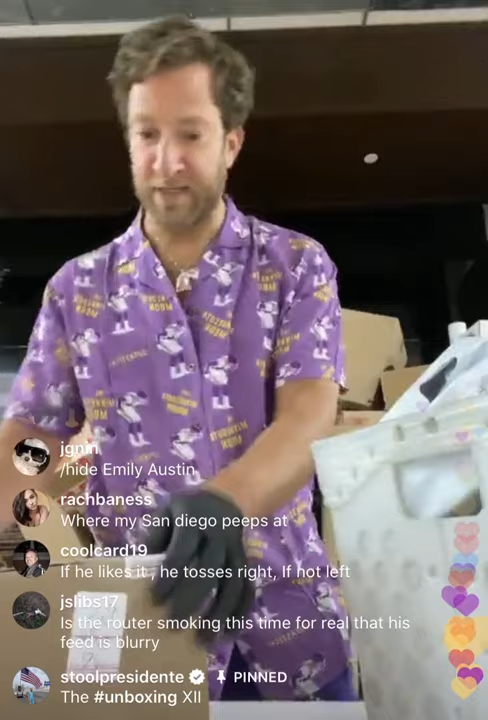 jgnin
/hide Emily Austin
rachbaness
Where my San diego peeps at
coolcard19
If he likes it , he tosses right, If hot left
jslibs17
Is the router smoking this time for real that his
feed is blurry
stoolpresidente PINNED
The #unboxing XII